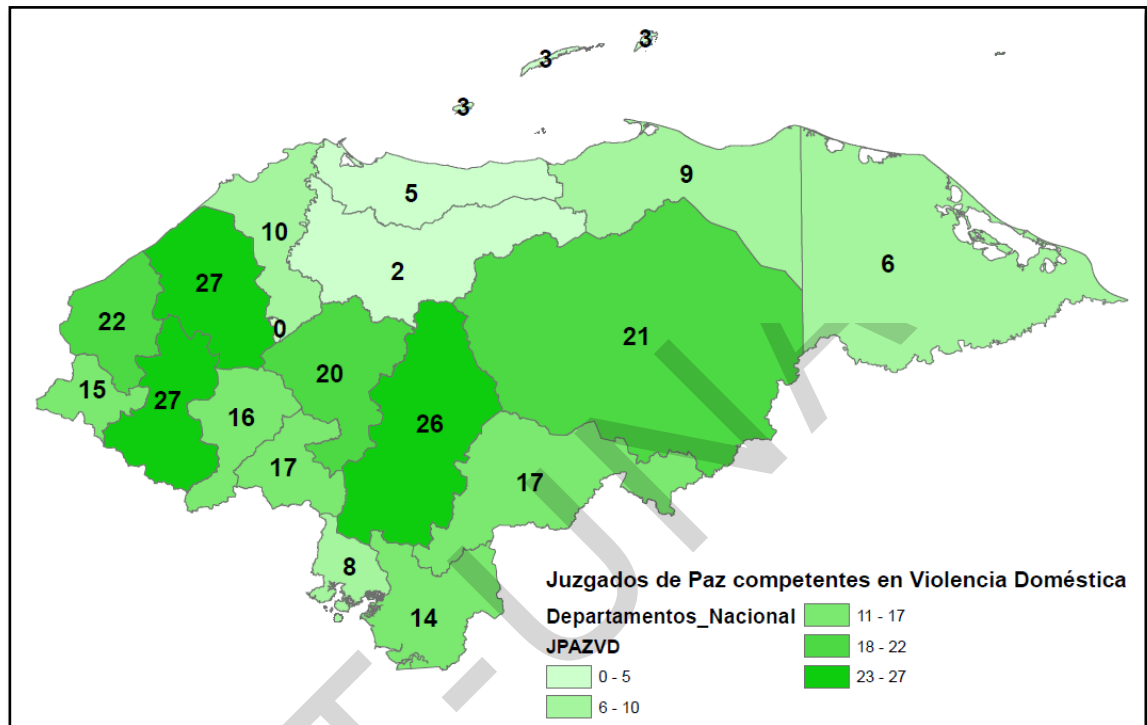 3
3
3
5
9
10
2
6
27
22
0
21
20
15
27
16
26
17
17
8
14
Juzgados de Paz competentes en Violencia Doméstica
Departamentos_Nacional
JPAZVD
0 - 5
6 - 10
11 - 17
18 - 22
23 - 27